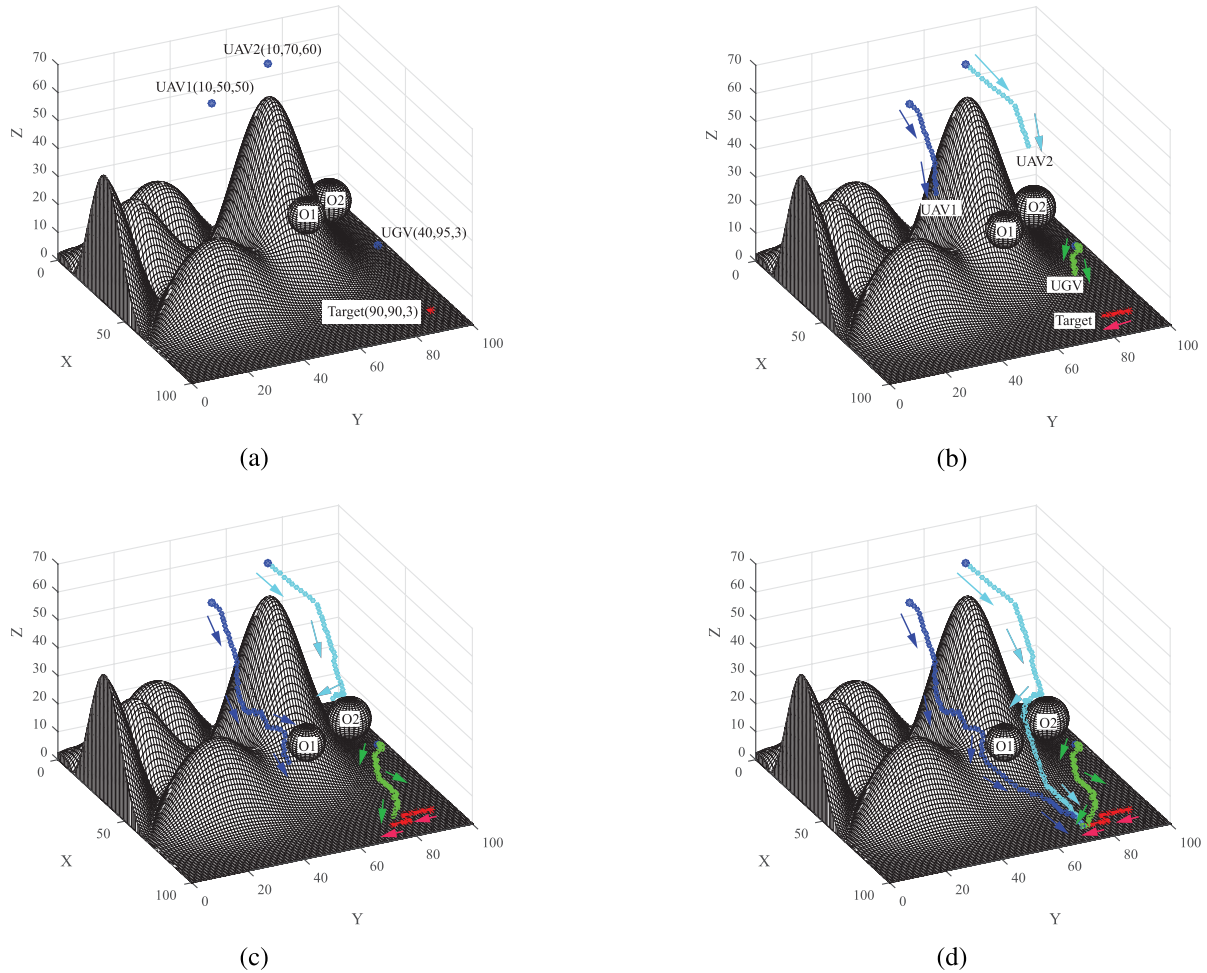 UAV2(10,70,60)
UAV1(10,50,50)
70
60
50
40
30
20
10
0
Z
O1
O2
UGV(40,95,3)
Target(90,90,3)
0
50
100
X
0
20
40
60
80
100
Y
(a)
70
60
50
40
30
20
10
0
Z
UAV2
UAV1
O1
O2
UGV
Target
0
50
100
X
0
20
40
60
80
100
Y
(b)
70
60
50
40
30
20
10
0
Z
O1
O2
0
50
100
X
0
20
40
60
80
100
Y
(c)
70
60
50
40
30
20
10
0
Z
O1
O2
0
50
100
X
0
20
40
60
80
100
Y
(d)